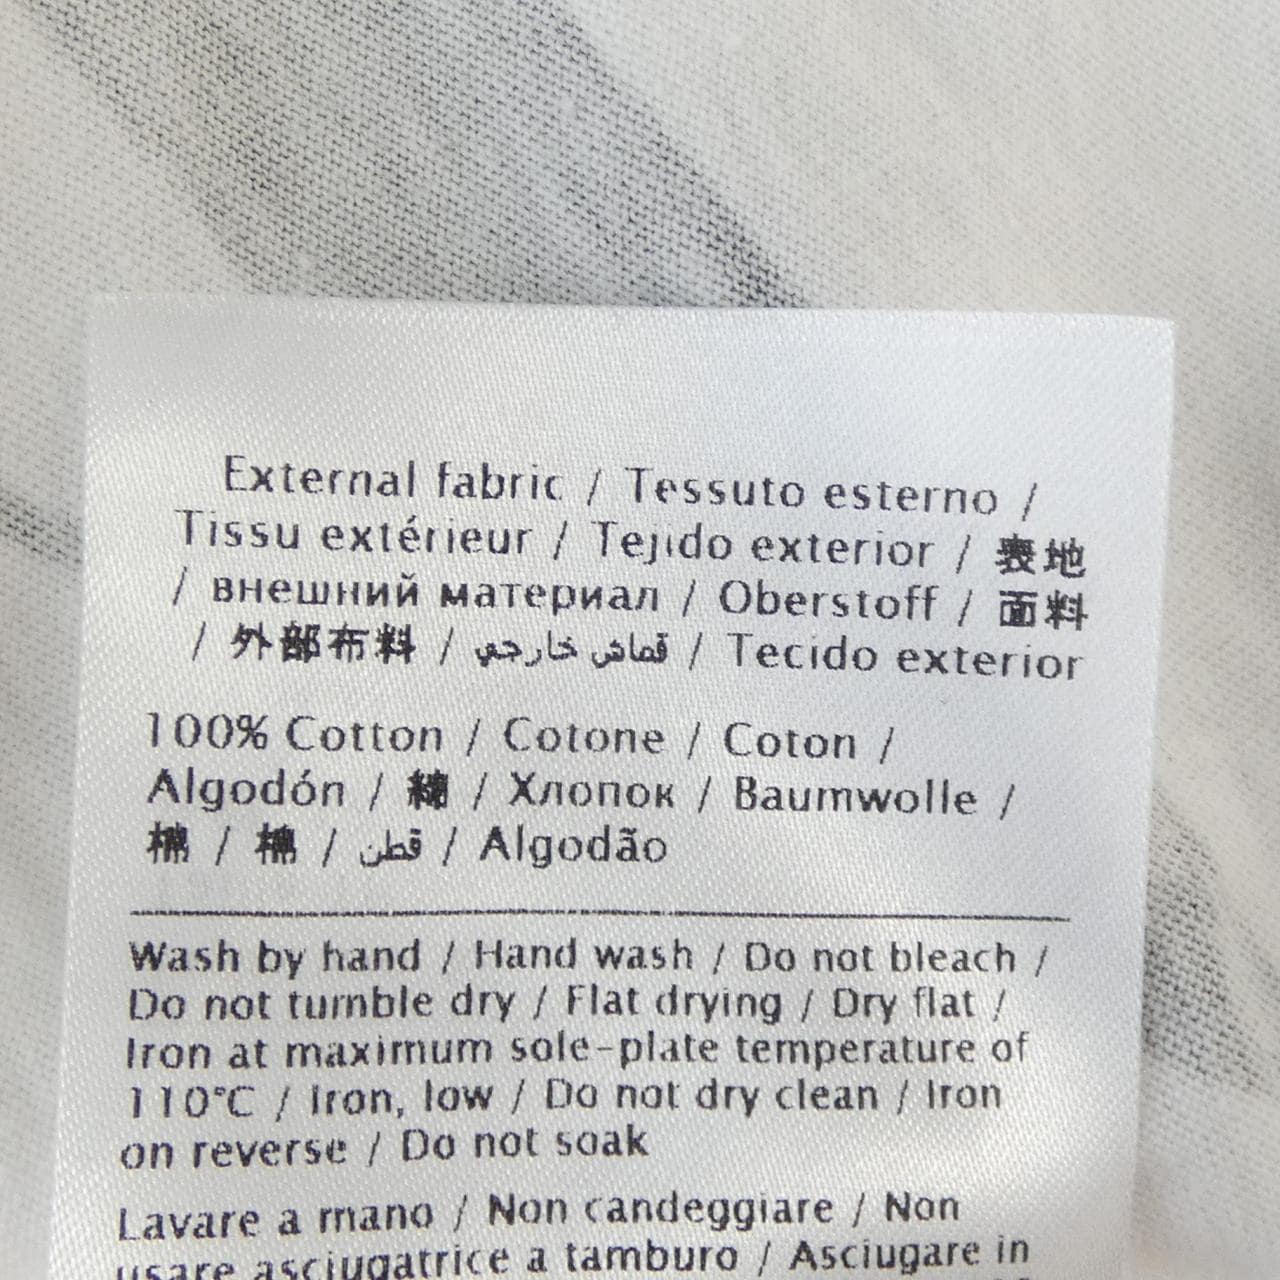 External fabric / Tessuto esterno /
Tissu extérieur / Tejido exterior / 表地
/ внешний материал / Oberstoff / 面料
/ 外部布料 / قماش خارجي / Tecido exterior
100% Cotton / Cotone / Coton /
Algodón / 綿 / Хлопок / Baumwolle /
棉 / 棉 / قطن / Algodão
Wash by hand / Hand wash / Do not bleach /
Do not tumble dry / Flat drying / Dry flat /
Iron at maximum sole-plate temperature of
110°C / Iron, low / Do not dry clean / Iron
on reverse / Do not soak
Lavare a mano / Non candeggiare / Non
usare asciugatrice a tamburo / Asciugare in